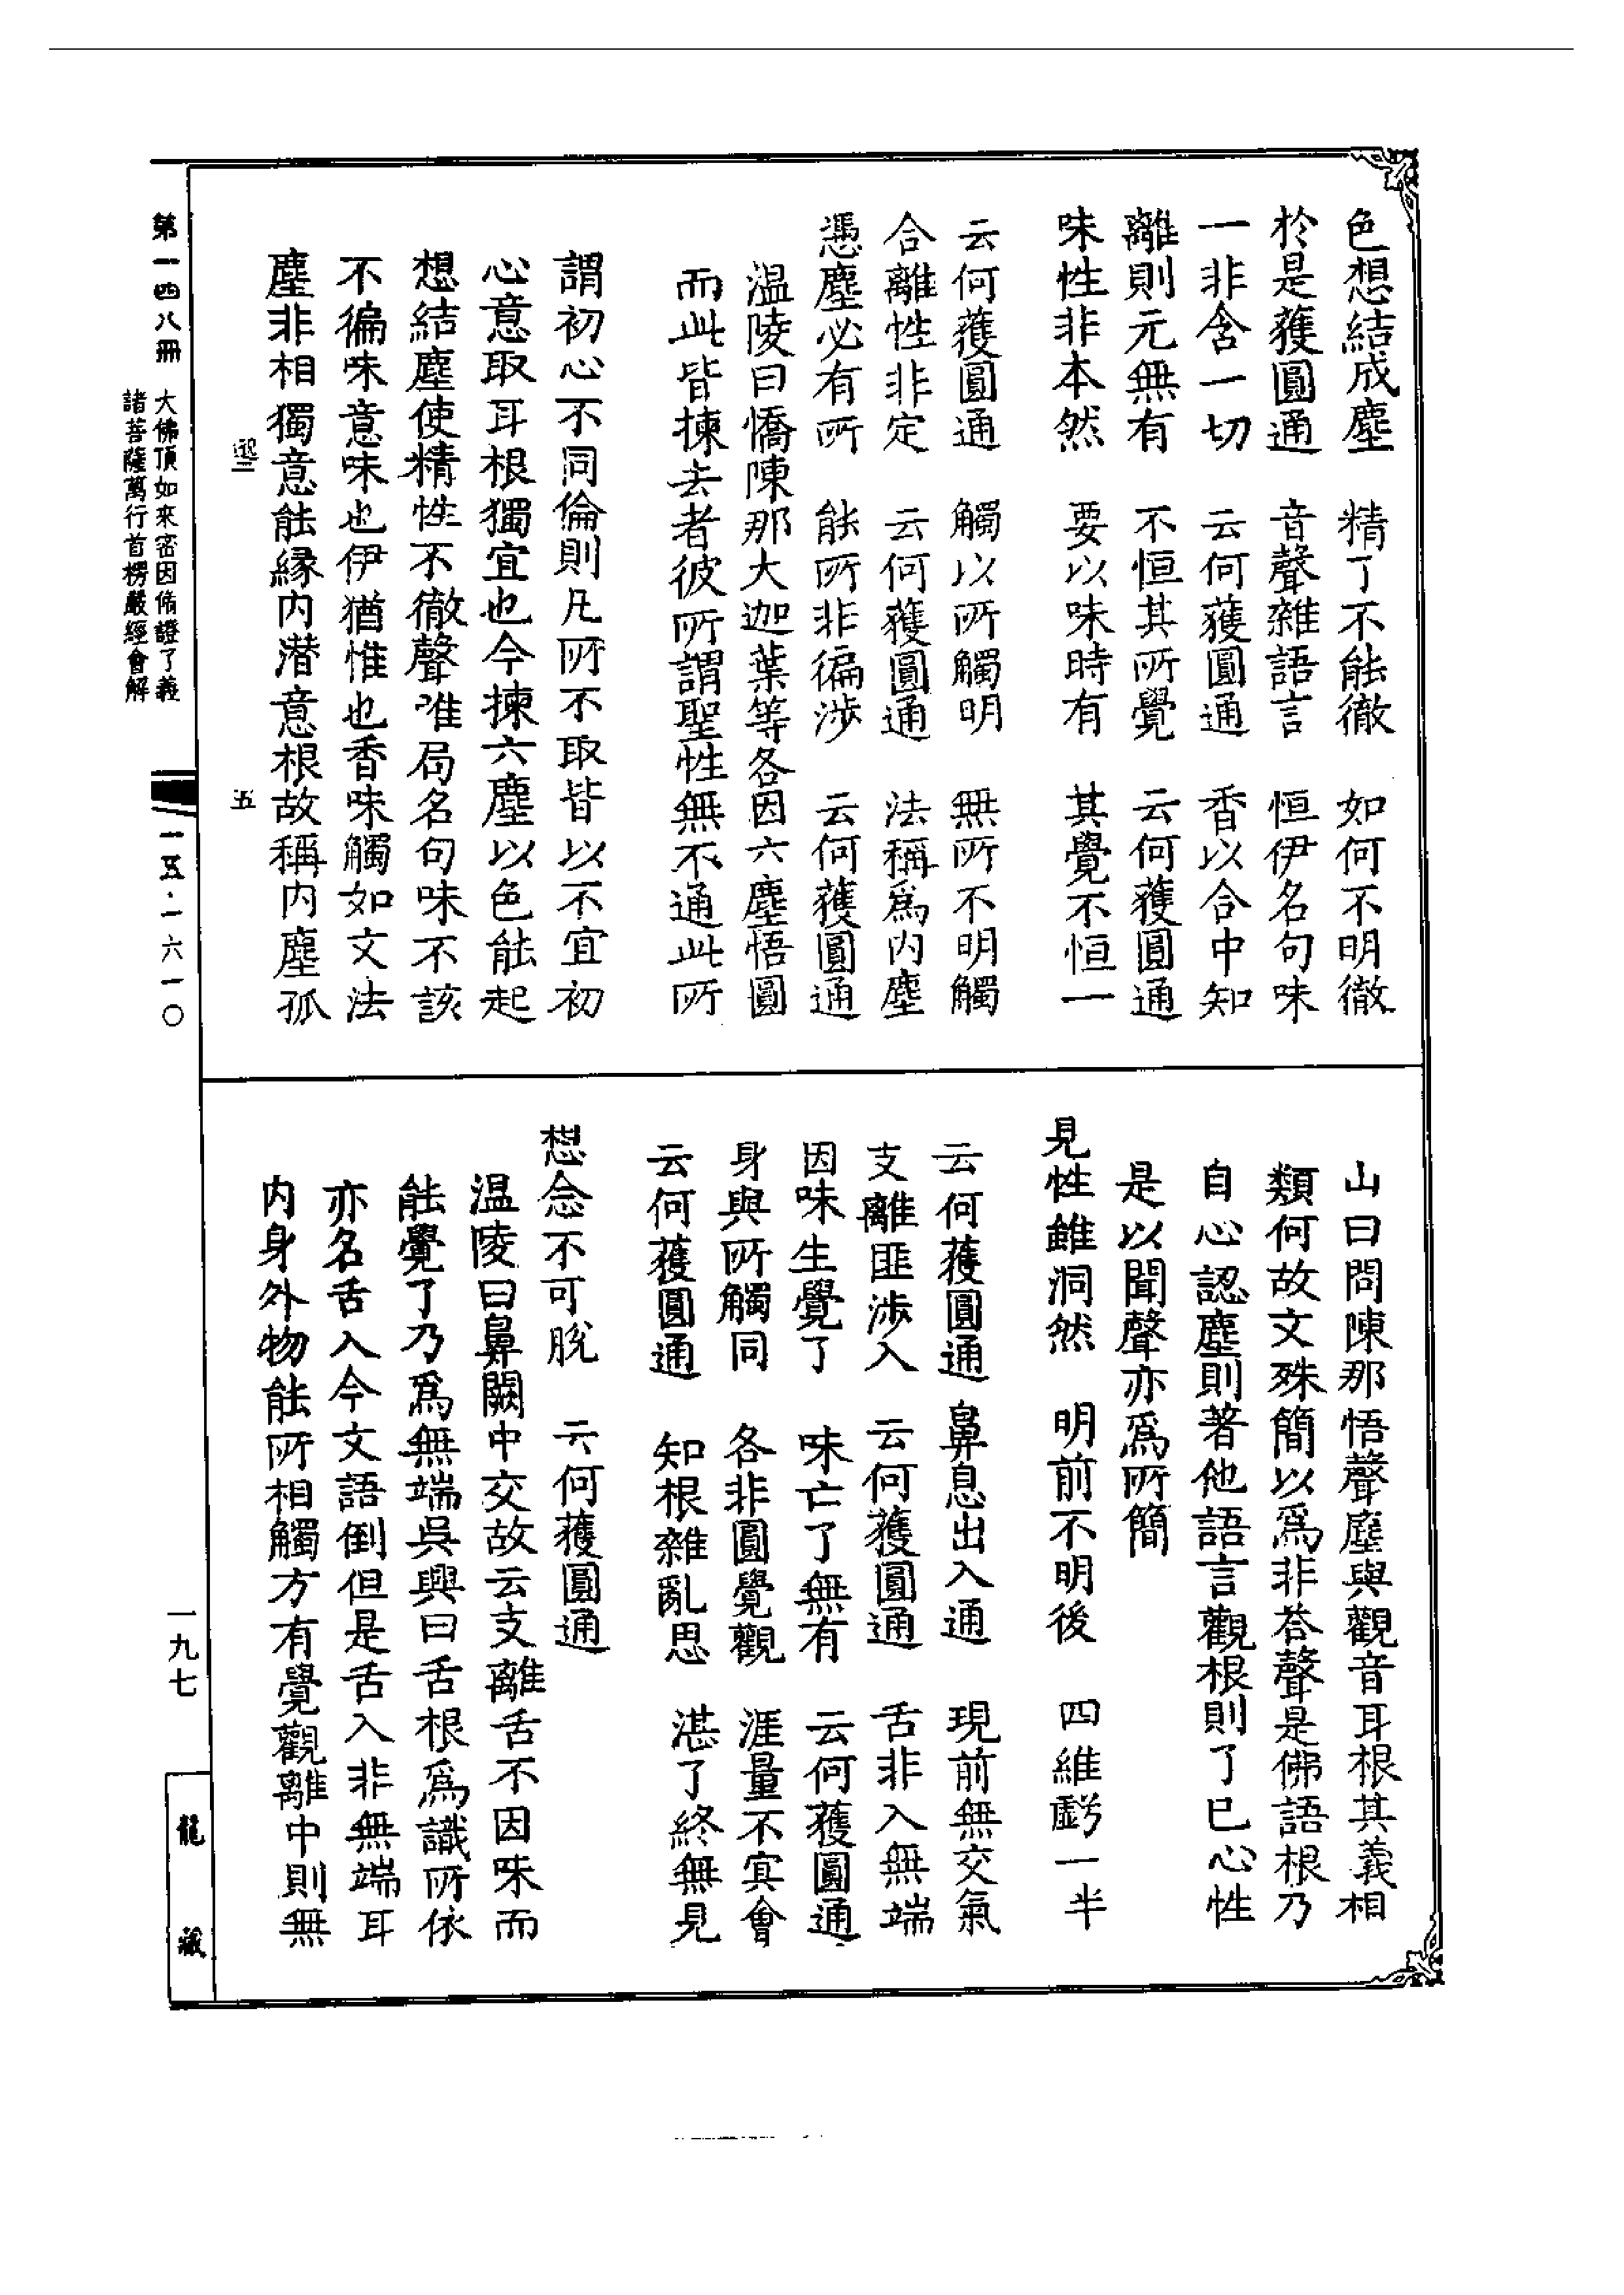 色想結成塵　精了不能徹　如何不明徹
於是獲圓通　音聲雜語言　恒伊名句味
一非含一切　云何獲圓通　香以合中知
離則元無有　不恒其所覺　云何獲圓通
味性非本然　要以味時有　其覺不恒一
云何獲圓通　觸以所觸明　無所不明觸
合離性非定　云何獲圓通　法稱為內塵
憑塵必有所　能所非徧涉　云何獲圓通
温陵曰憍陳那大迦葉等各因六塵悟圓
而此皆揀去者彼所謂聖性無不通此所
謂初心不同倫則凡所不取皆以不宜初
心意取耳根獨宜也今揀六塵以色能起
想結塵使精性不徹聲唯局名句味不該
不徧味意味也伊猶惟也香味觸如文法
塵非相獨意能縁内潛意根故稱内塵孤
山曰問陳那悟聲塵與觀音耳根其義相
類何故文殊簡以為非荅聲是佛語根乃
自心認塵則著他語言觀根則了已心性
是以聞聲亦為所簡
見性雖洞然　明前不明後　四維虧一半
云何獲圓通　鼻息出入通　現前無交氣
支離匪涉入　云何獲圓通　舌非入無端
因味生覺了　味亡了無有　云何獲圓通
身與所觸同　各非圓覺觀　涯量不冥會
云何獲圓通　知根雜亂思　湛了終無見
想念不可脫　云何獲圓通
温陵曰鼻闕中交故云支離舌不因味而
能覺了乃為無端吳興曰舌根為識所依
亦名舌入今文語倒但是舌入非無端耳
内身外物能所相觸方有覺觀離中則無
五
第一四八冊　大佛頂如來密因脩證了義
諸菩薩萬行首楞嚴經會解
一五·一六一〇
一九七
龍藏